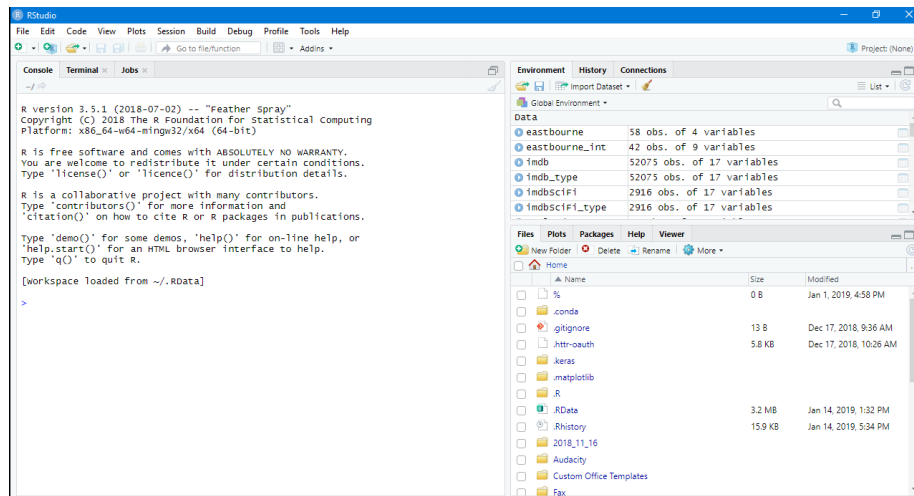 RStudio
File Edit Code View Plots Session Build Debug Profile Tools Help
Go to file/function Addins Project: (None)
Console Terminal Jobs
~/
R version 3.5.1 (2018-07-02) -- "Feather Spray"
Copyright (C) 2018 The R Foundation for Statistical Computing
Platform: x86_64-w64-mingw32/x64 (64-bit)
R is free software and comes with ABSOLUTELY NO WARRANTY.
You are welcome to redistribute it under certain conditions.
Type 'license()' or 'licence()' for distribution details.
R is a collaborative project with many contributors.
Type 'contributors()' for more information and
'citation()' on how to cite R or R packages in publications.
Type 'demo()' for some demos, 'help()' for on-line help, or
'help.start()' for an HTML browser interface to help.
Type 'q()' to quit R.
[Workspace loaded from ~/.RData]
>
Environment History Connections
Import Dataset List
Global Environment
Data
eastbourne 58 obs. of 4 variables
eastbourne_int 42 obs. of 9 variables
imdb 52075 obs. of 17 variables
imdb_type 52075 obs. of 17 variables
imdbSciFi 2916 obs. of 17 variables
imdbSciFi_type 2916 obs. of 17 variables
Files Plots Packages Help Viewer
New Folder Delete Rename More
Home
Name Size Modified
% 0 B Jan 1, 2019, 4:58 PM
.conda
.gitignore 13 B Dec 17, 2018, 9:36 AM
.httr-oauth 5.8 KB Dec 17, 2018, 10:26 AM
.keras
.matplotlib
.R
.RData 3.2 MB Jan 14, 2019, 1:32 PM
.Rhistory 15.9 KB Jan 14, 2019, 5:34 PM
2018_11_16
Audacity
Custom Office Templates
Fax